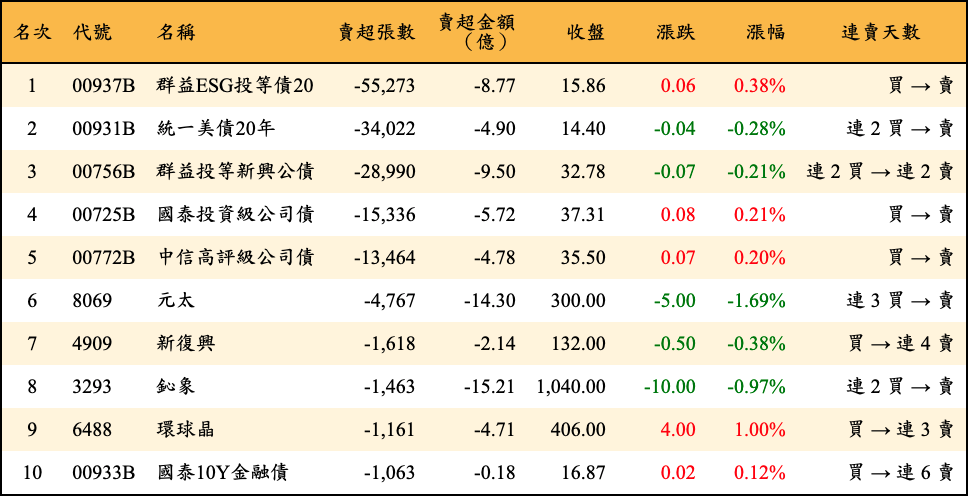 名次 代號 名稱 賣超張數 賣超金額（億） 收盤 漲跌 漲幅 連賣天數
1 00937B 群益ESG投等債20 -55,273 -8.77 15.86 0.06 0.38% 買 → 賣
2 00931B 統一美債20年 -34,022 -4.90 14.40 -0.04 -0.28% 連 2 買 → 賣
3 00756B 群益投等新興公債 -28,990 -9.50 32.78 -0.07 -0.21% 連 2 買 → 連 2 賣
4 00725B 國泰投資級公司債 -15,336 -5.72 37.31 0.08 0.21% 買 → 賣
5 00772B 中信高評級公司債 -13,464 -4.78 35.50 0.07 0.20% 買 → 賣
6 8069 元太 -4,767 -14.30 300.00 -5.00 -1.69% 連 3 買 → 賣
7 4909 新復興 -1,618 -2.14 132.00 -0.50 -0.38% 買 → 連 4 賣
8 3293 鈊象 -1,463 -15.21 1,040.00 -10.00 -0.97% 連 2 買 → 賣
9 6488 環球晶 -1,161 -4.71 406.00 4.00 1.00% 買 → 連 3 賣
10 00933B 國泰10Y金融債 -1,063 -0.18 16.87 0.02 0.12% 買 → 連 6 賣